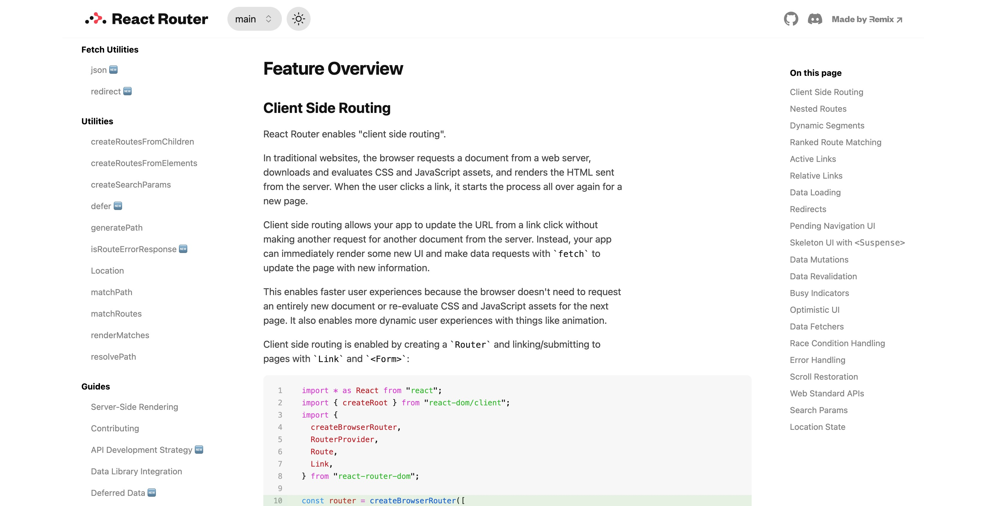 React Router
main
Made by Remix ↗
Fetch Utilities
json NEW
redirect NEW
Utilities
createRoutesFromChildren
createRoutesFromElements
createSearchParams
defer NEW
generatePath
isRouteErrorResponse NEW
Location
matchPath
matchRoutes
renderMatches
resolvePath
Guides
Server-Side Rendering
Contributing
API Development Strategy NEW
Data Library Integration
Deferred Data NEW
Feature Overview
Client Side Routing
React Router enables "client side routing".
In traditional websites, the browser requests a document from a web server,
downloads and evaluates CSS and JavaScript assets, and renders the HTML sent
from the server. When the user clicks a link, it starts the process all over again for a
new page.
Client side routing allows your app to update the URL from a link click without
making another request for another document from the server. Instead, your app
can immediately render some new UI and make data requests with `fetch` to
update the page with new information.
This enables faster user experiences because the browser doesn't need to request
an entirely new document or re-evaluate CSS and JavaScript assets for the next
page. It also enables more dynamic user experiences with things like animation.
Client side routing is enabled by creating a `Router` and linking/submitting to
pages with `Link` and `<Form>`:
1 import * as React from "react";
2 import { createRoot } from "react-dom/client";
3 import {
4 createBrowserRouter,
5 RouterProvider,
6 Route,
7 Link,
8 } from "react-router-dom";
9
10 const router = createBrowserRouter([
On this page
Client Side Routing
Nested Routes
Dynamic Segments
Ranked Route Matching
Active Links
Relative Links
Data Loading
Redirects
Pending Navigation UI
Skeleton UI with <Suspense>
Data Mutations
Data Revalidation
Busy Indicators
Optimistic UI
Data Fetchers
Race Condition Handling
Error Handling
Scroll Restoration
Web Standard APIs
Search Params
Location State